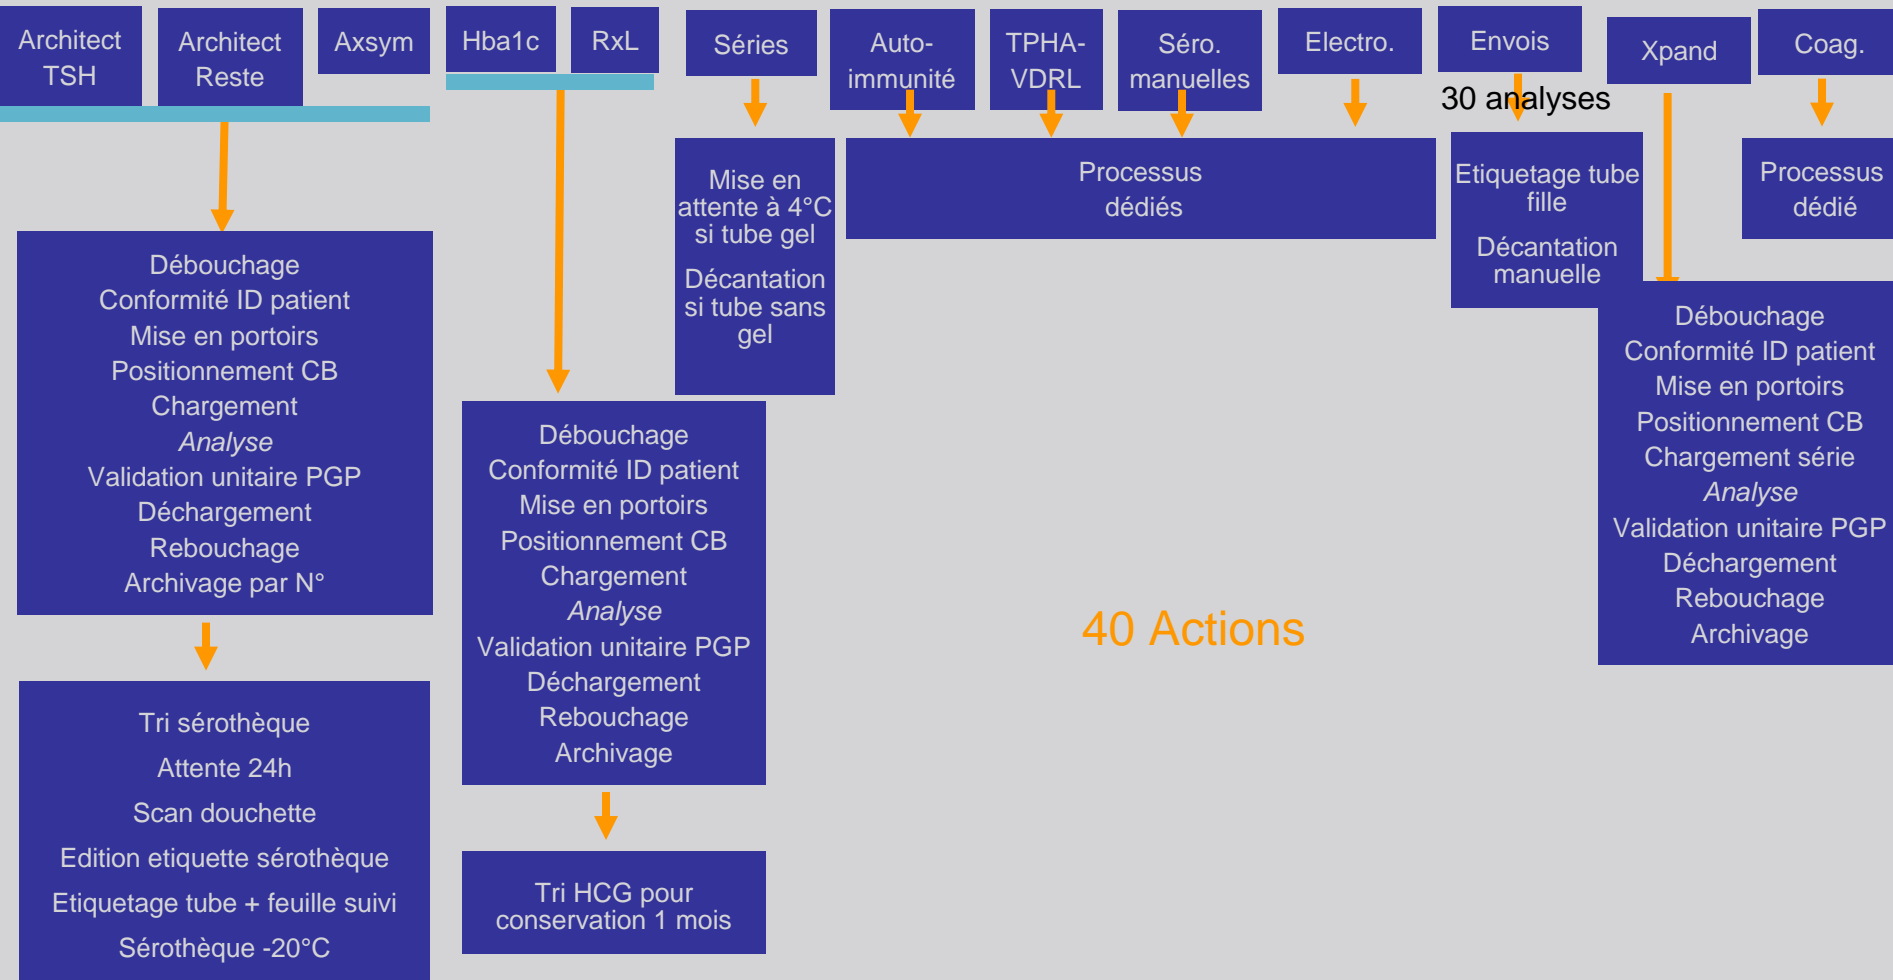 Architect
TSH
Architect
Reste
Axsym
Hba1c
RxL
Séries
Auto-
immunité
TPHA-
VDRL
Séro.
manuelles
Electro.
Envois
Xpand
Coag.
30 analyses
Mise en
attente à 4°C
si tube gel
Décantation
si tube sans
gel
Processus
dédiés
Etiquetage tube
fille
Décantation
manuelle
Processus
dédié
Débouchage
Conformité ID patient
Mise en portoirs
Positionnement CB
Chargement
Analyse
Validation unitaire PGP
Déchargement
Rebouchage
Archivage par N°
Débouchage
Conformité ID patient
Mise en portoirs
Positionnement CB
Chargement
Analyse
Validation unitaire PGP
Déchargement
Rebouchage
Archivage
Débouchage
Conformité ID patient
Mise en portoirs
Positionnement CB
Chargement série
Analyse
Validation unitaire PGP
Déchargement
Rebouchage
Archivage
40 Actions
Tri sérothèque
Attente 24h
Scan douchette
Edition etiquette sérothèque
Etiquetage tube + feuille suivi
Sérothèque -20°C
Tri HCG pour
conservation 1 mois